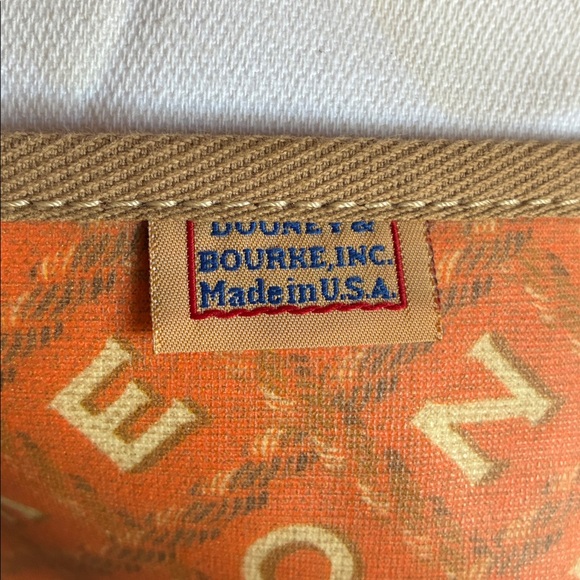 DOONEY &
BOURKE, INC.
Made in U.S.A.
E
N
O